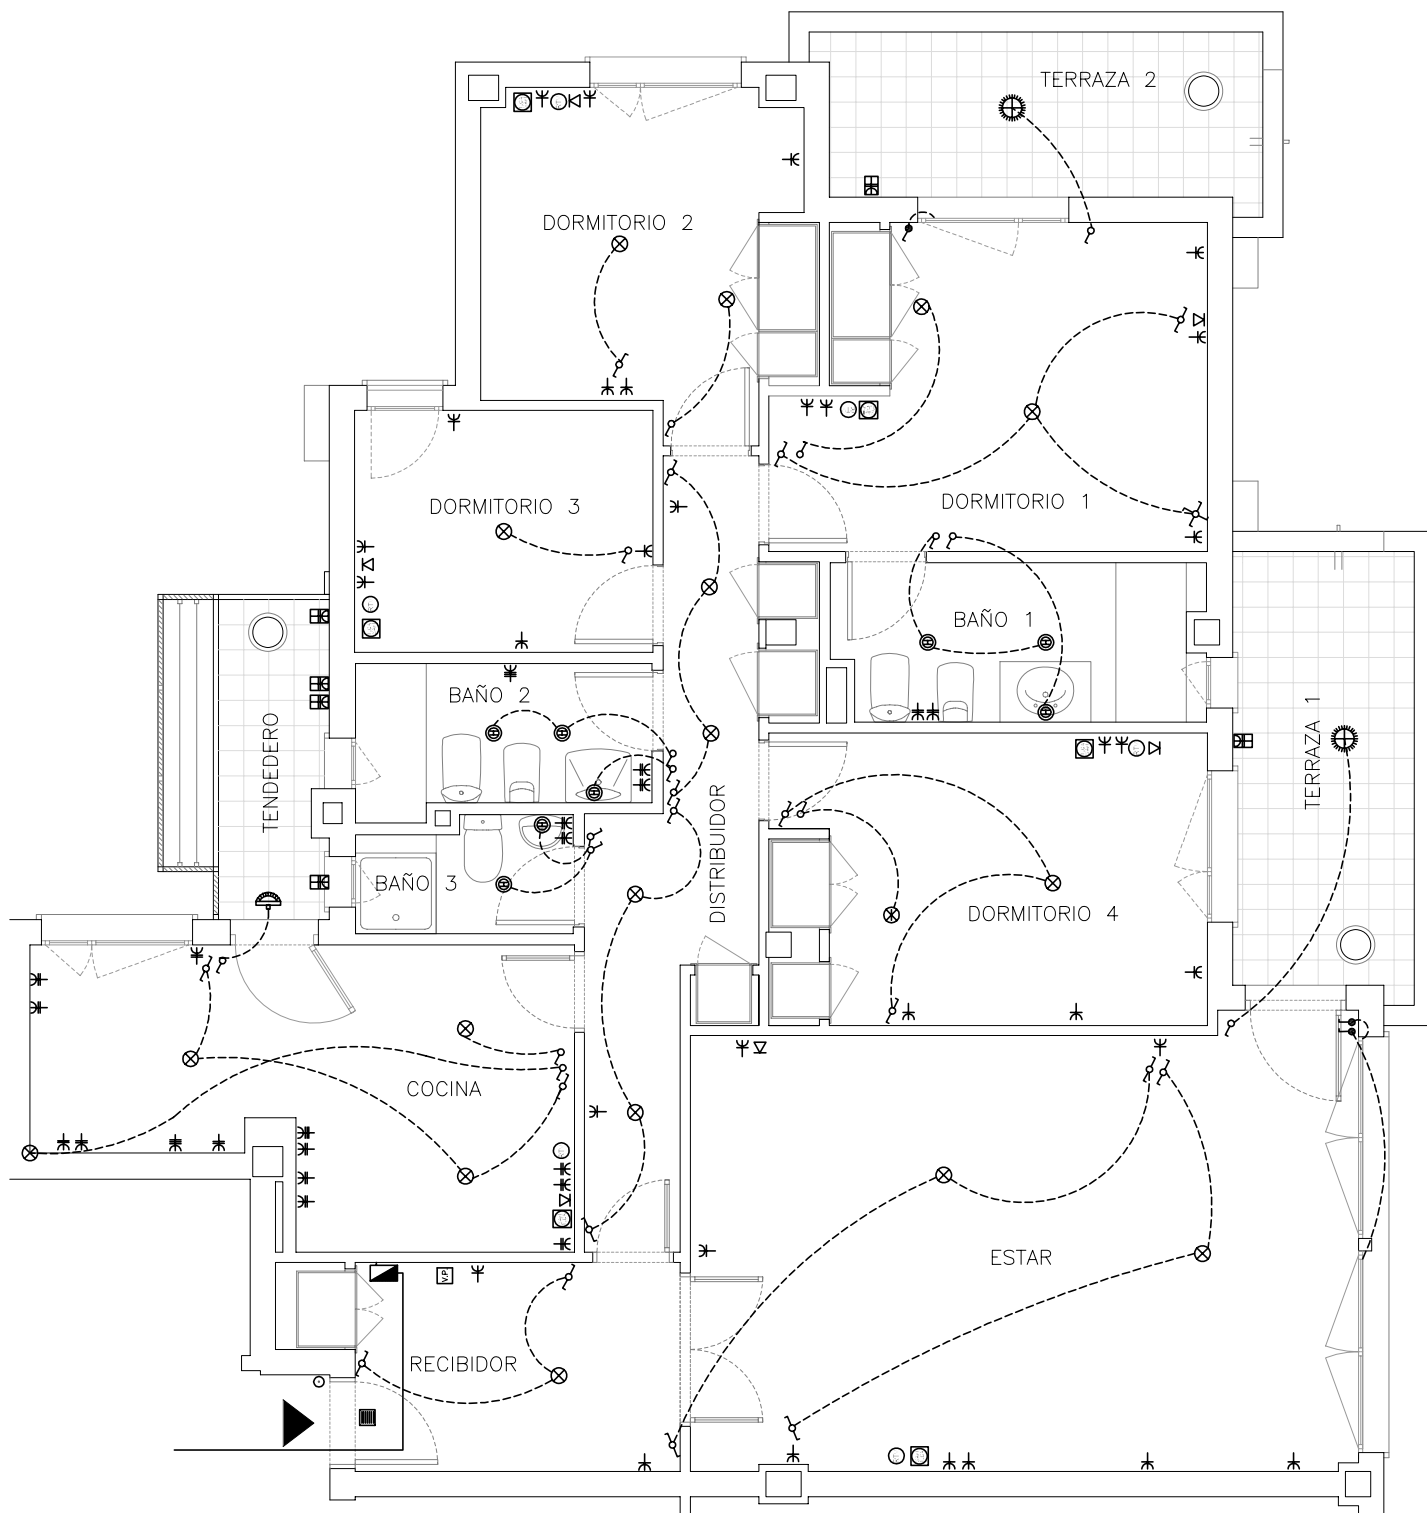 TERRAZA 2
DORMITORIO 2
DORMITORIO 3
DORMITORIO 1
BAÑO 1
BAÑO 2
TENDEDERO
TERRAZA 1
DISTRIBUIDOR
BAÑO 3
DORMITORIO 4
COCINA
ESTAR
V.P
RECIBIDOR